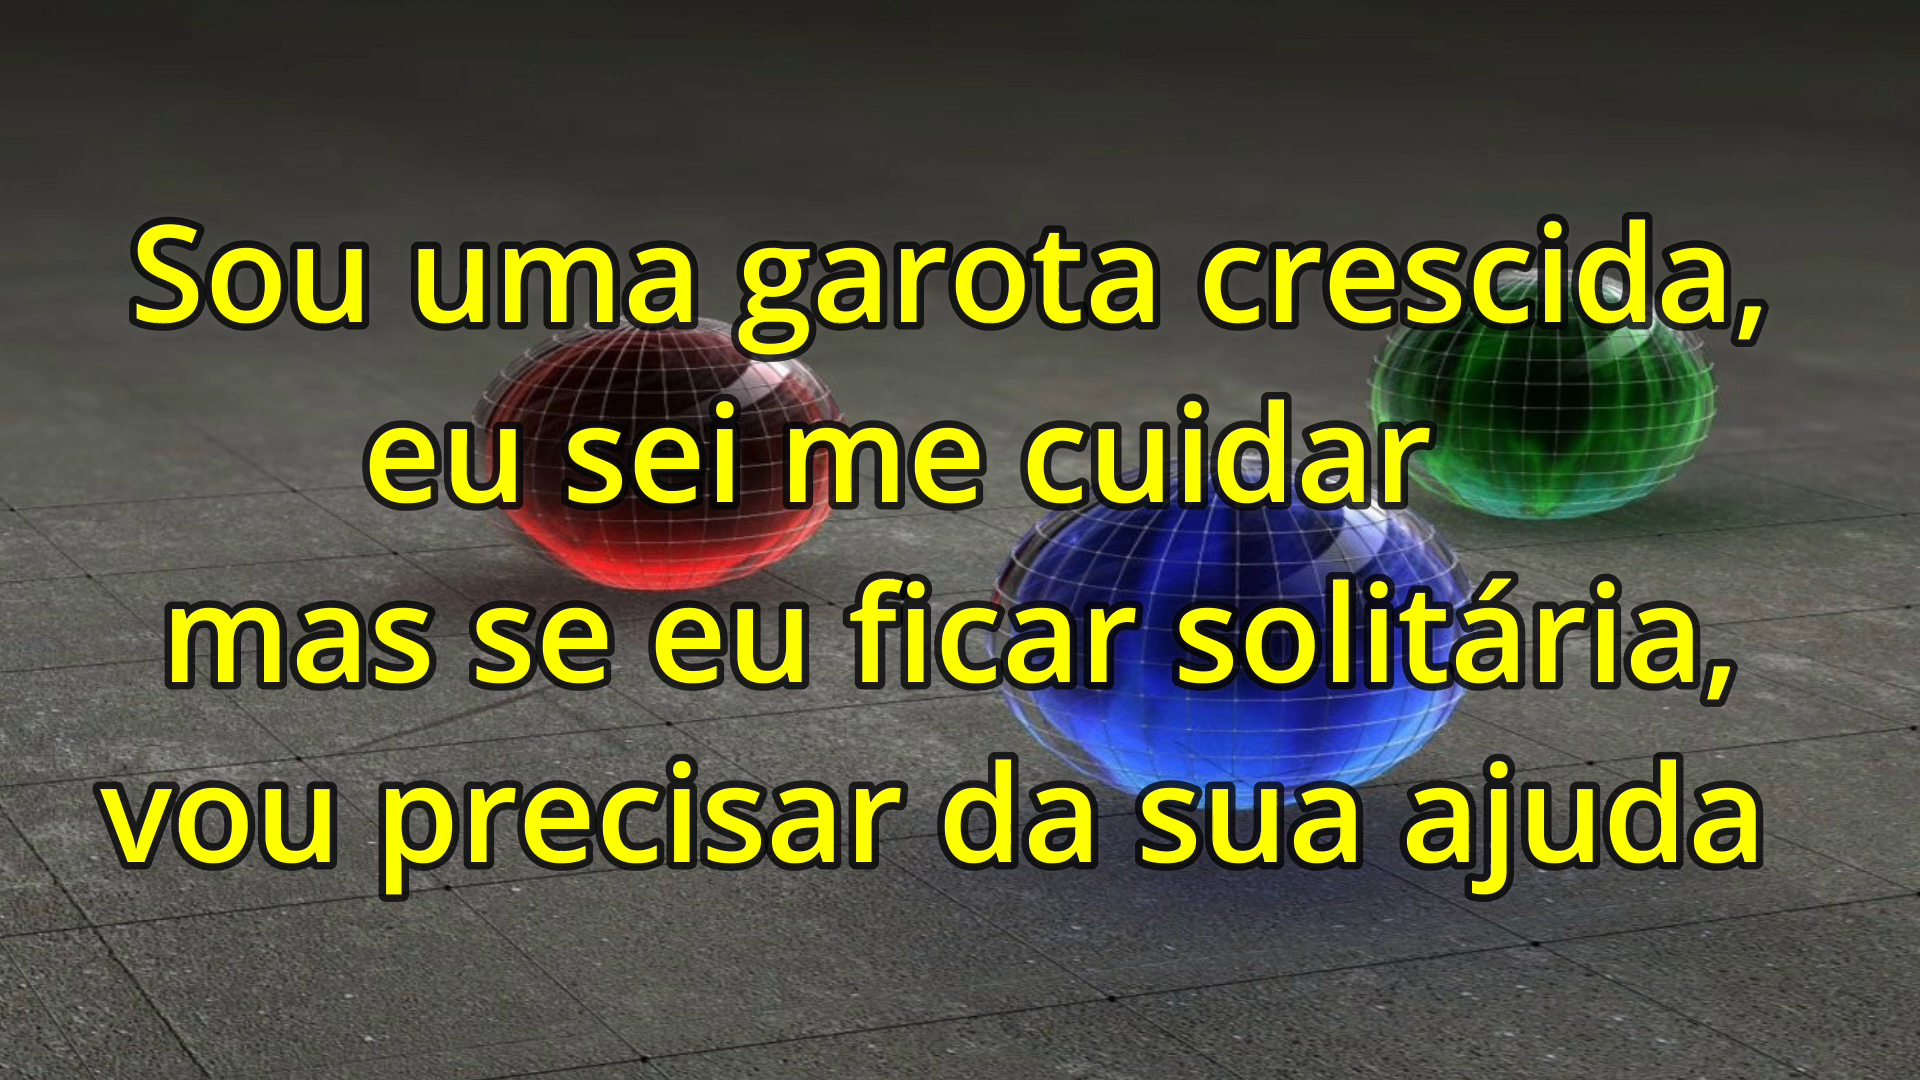 Sou uma garota crescida,
eu sei me cuidar
mas se eu ficar solitária,
vou precisar da sua ajuda